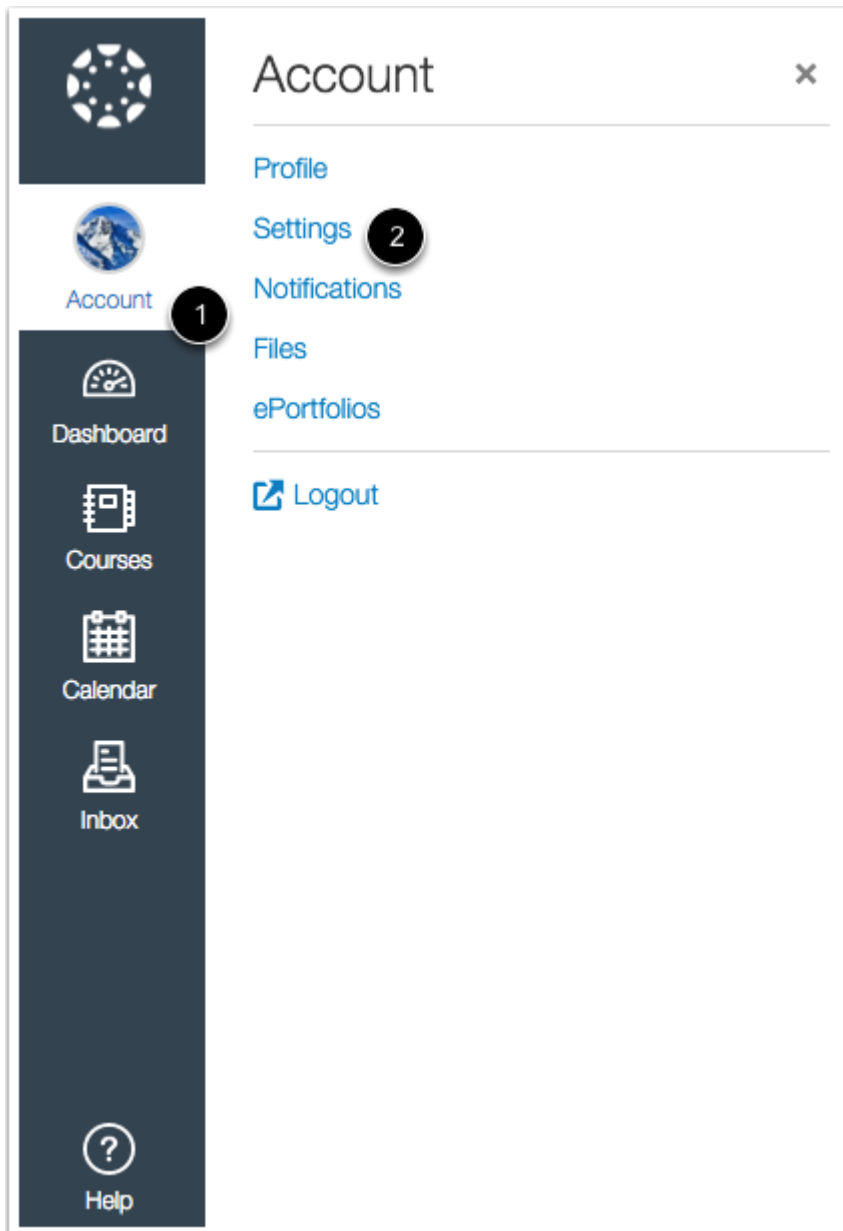 Account
×
Profile
Settings
2
Notifications
Files
ePortfolios
Logout
Account
1
Dashboard
Courses
Calendar
Inbox
?
Help